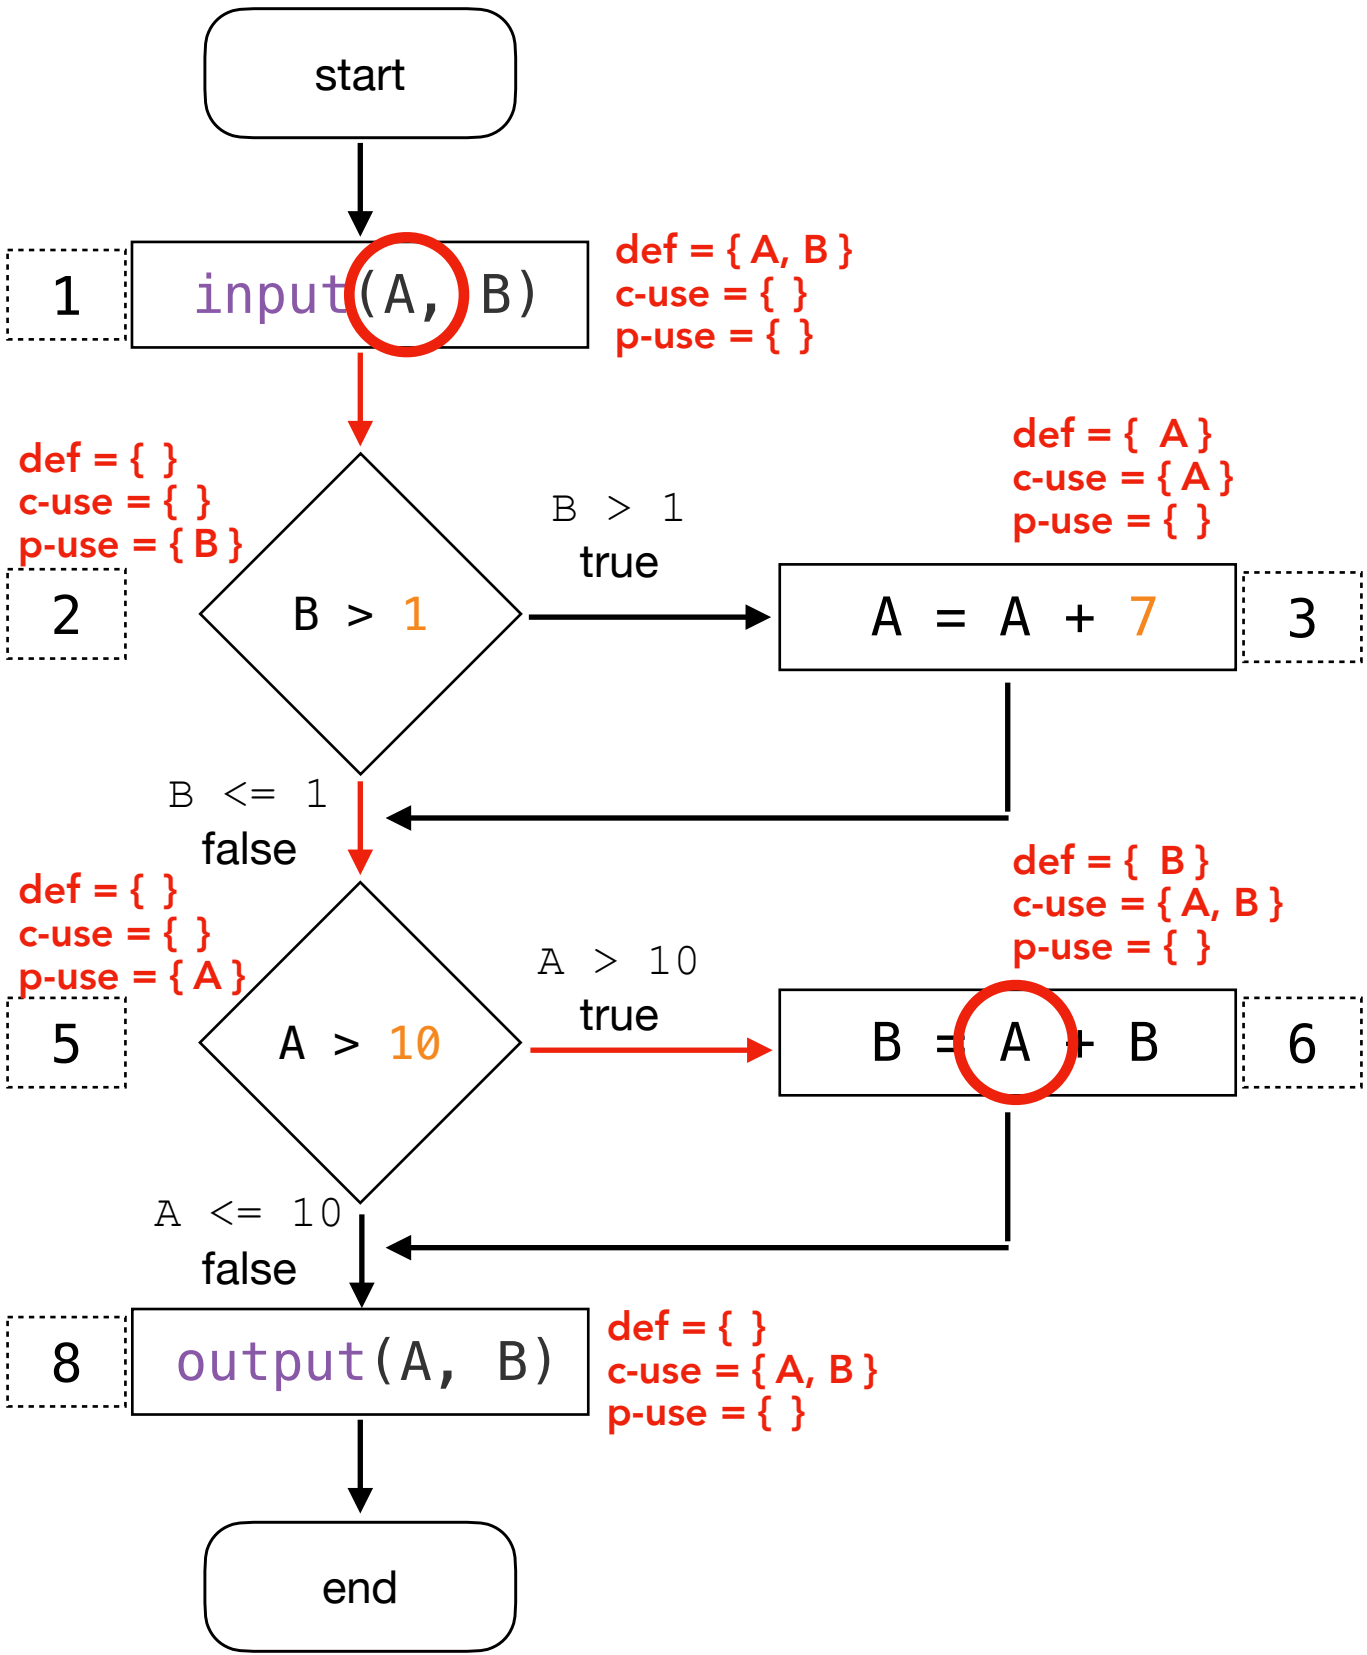 start
1
input(A, B)
def = { A, B }
c-use = { }
p-use = { }
def = { }
c-use = { }
p-use = { B }
2
B > 1
B > 1
true
def = { A }
c-use = { A }
p-use = { }
A = A + 7
3
B <= 1
false
def = { }
c-use = { }
p-use = { A }
5
A > 10
A > 10
true
def = { B }
c-use = { A, B }
p-use = { }
B = A + B
6
A <= 10
false
8
output(A, B)
def = { }
c-use = { A, B }
p-use = { }
end